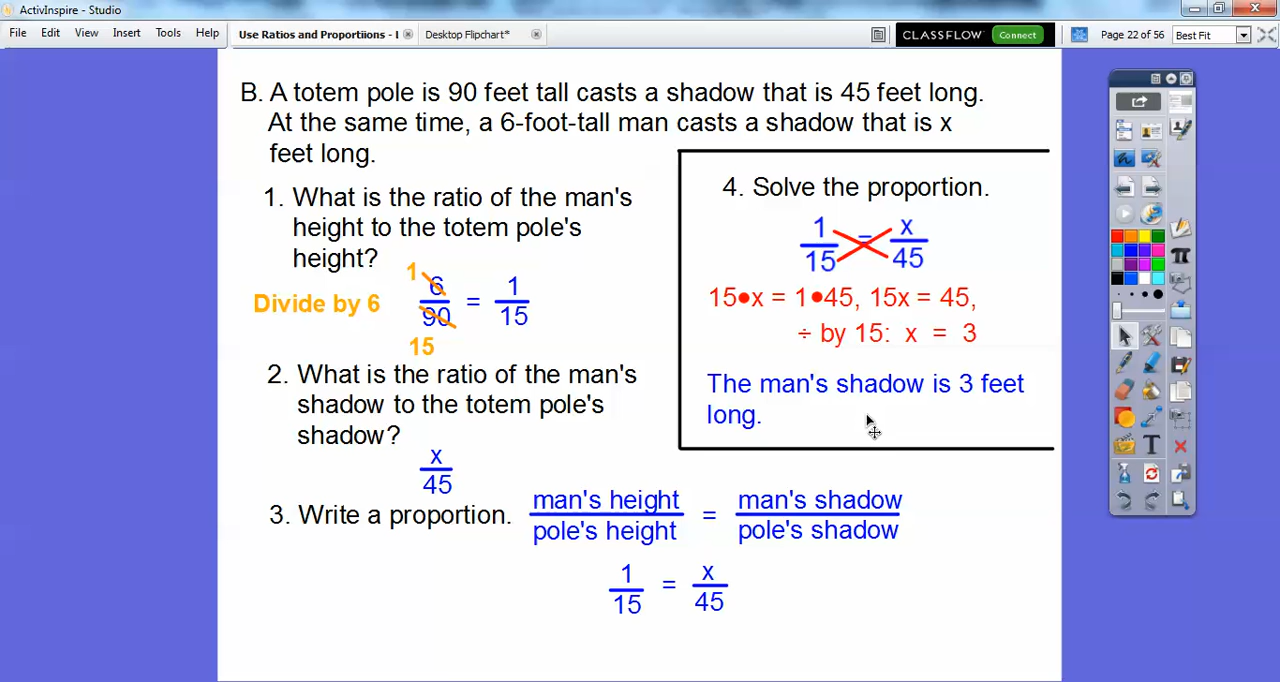 ActivInspire - Studio
File Edit View Insert Tools Help
Use Ratios and Proportiions - I
Desktop Flipchart*
CLASSFLOW Connect
Page 22 of 56
Best Fit
B. A totem pole is 90 feet tall casts a shadow that is 45 feet long.
At the same time, a 6-foot-tall man casts a shadow that is x
feet long.
1. What is the ratio of the man's
height to the totem pole's
height?
Divide by 6
1
6/90 = 1/15
15
2. What is the ratio of the man's
shadow to the totem pole's
shadow?
x/45
3. Write a proportion.
man's height/pole's height = man's shadow/pole's shadow
1/15 = x/45
4. Solve the proportion.
1/15 = x/45
15•x = 1•45, 15x = 45,
÷ by 15: x = 3
The man's shadow is 3 feet
long.